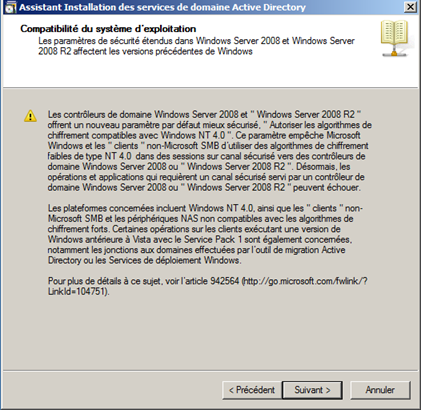 Assistant Installation des services de domaine Active Directory
Compatibilité du système d'exploitation
Les paramètres de sécurité étendus dans Windows Server 2008 et Windows Server
2008 R2 affectent les versions précédentes de Windows
Les contrôleurs de domaine Windows Server 2008 et " Windows Server 2008 R2 "
offrent un nouveau paramètre par défaut mieux sécurisé, " Autoriser les algorithmes de
chiffrement compatibles avec Windows NT 4.0 ". Ce paramètre empêche Microsoft
Windows et les " clients " non-Microsoft SMB d'utiliser des algorithmes de chiffrement
faibles de type NT 4.0  dans des sessions sur canal sécurisé vers des contrôleurs de
domaine Windows Server 2008 ou " Windows Server 2008 R2 ". Désormais, les
opérations et applications qui requièrent un canal sécurisé servi par un contrôleur de
domaine Windows Server 2008 ou " Windows Server 2008 R2 " peuvent échouer.
Les plateformes concernées incluent Windows NT 4.0, ainsi que les " clients " non-
Microsoft SMB et les périphériques NAS non compatibles avec les algorithmes de
chiffrement forts. Certaines opérations sur les clients exécutant une version de
Windows antérieure à Vista avec le Service Pack 1 sont également concernées,
notamment les jonctions aux domaines effectuées par l'outil de migration Active
Directory ou les Services de déploiement Windows.
Pour plus de détails à ce sujet, voir l'article 942564 (http://go.microsoft.com/fwlink/?
LinkId=104751).
< Précédent
Suivant >
Annuler